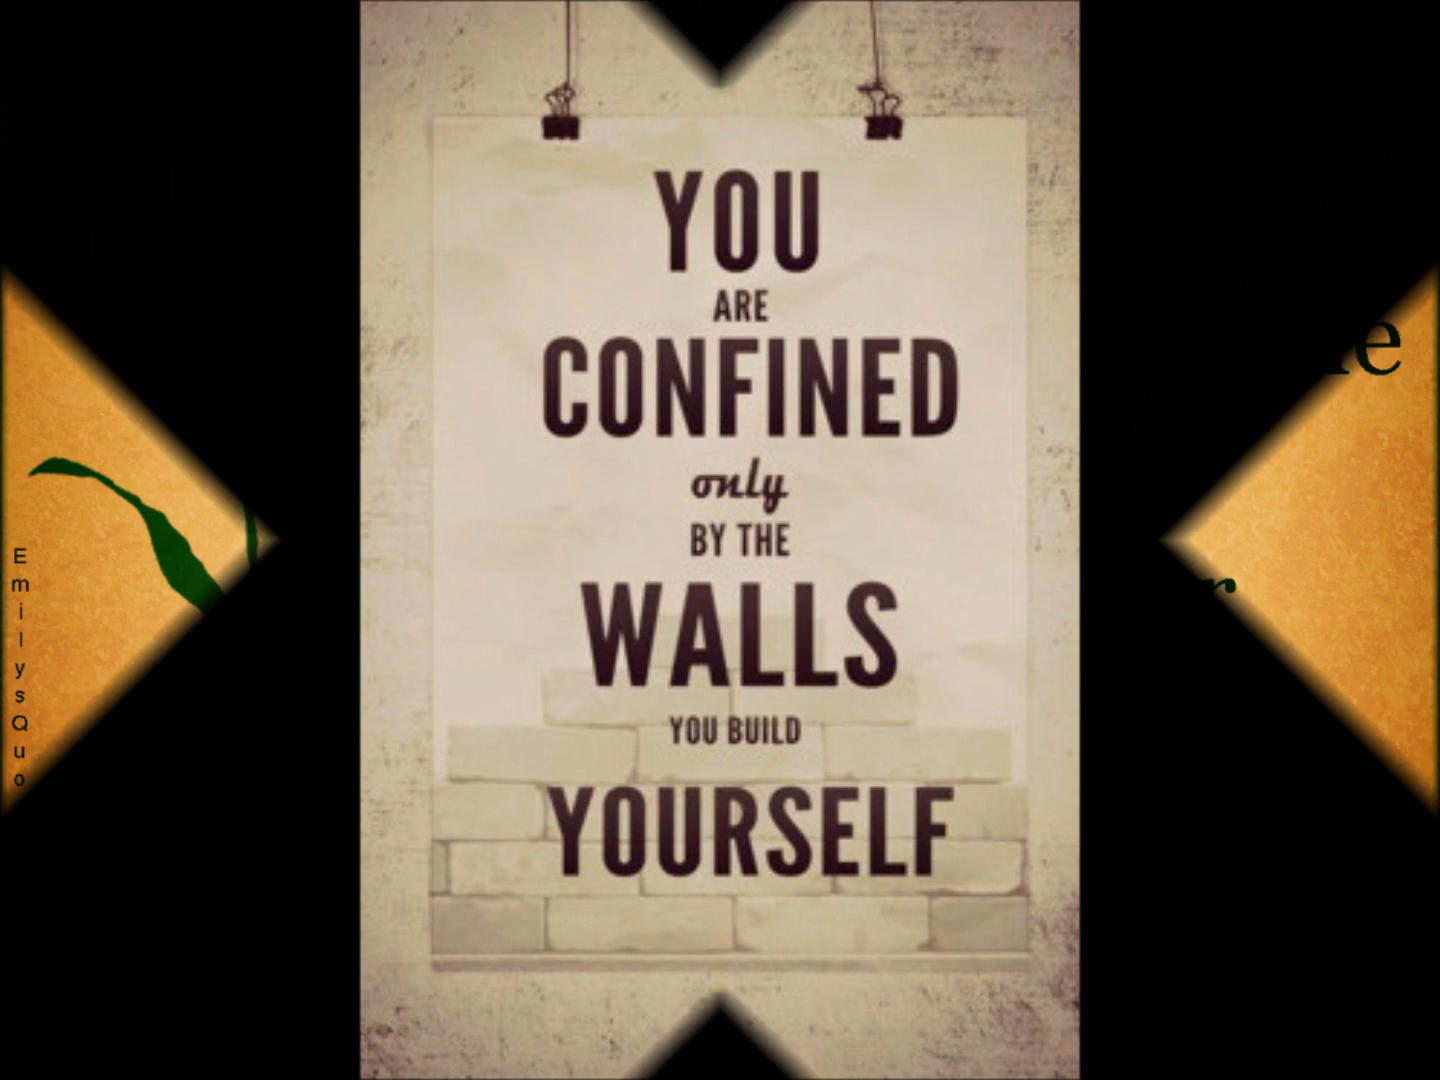 YOU
ARE
CONFINED
only
BY THE
WALLS
YOU BUILD
YOURSELF
EmilysQuo